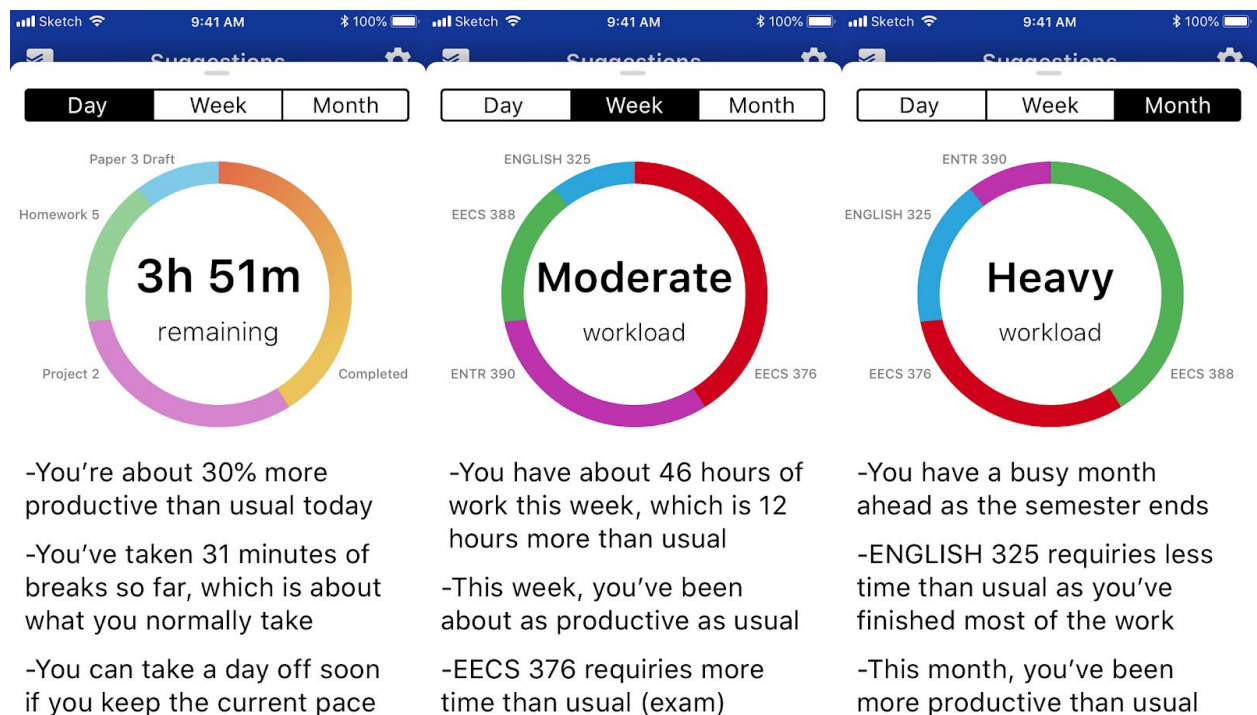 Sketch 9:41 AM 100%
Suggestions
Day Week Month
Paper 3 Draft
Homework 5
3h 51m
remaining
Project 2
Completed
-You’re about 30% more
productive than usual today
-You’ve taken 31 minutes of
breaks so far, which is about
what you normally take
-You can take a day off soon
if you keep the current pace
Sketch 9:41 AM 100%
Suggestions
Day Week Month
ENGLISH 325
EECS 388
Moderate
workload
ENTR 390
EECS 376
-You have about 46 hours of
work this week, which is 12
hours more than usual
-This week, you’ve been
about as productive as usual
-EECS 376 requiries more
time than usual (exam)
Sketch 9:41 AM 100%
Suggestions
Day Week Month
ENTR 390
ENGLISH 325
Heavy
workload
EECS 376
EECS 388
-You have a busy month
ahead as the semester ends
-ENGLISH 325 requiries less
time than usual as you’ve
finished most of the work
-This month, you’ve been
more productive than usual